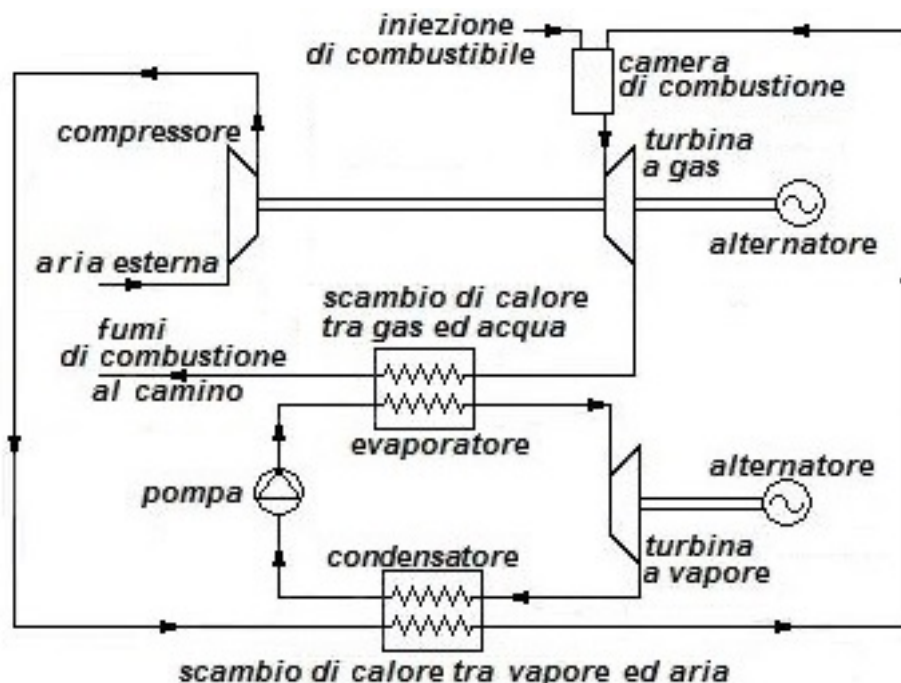 iniezione
di combustibile
camera
di combustione
compressore
turbina
a gas
aria esterna
alternatore
scambio di calore
tra gas ed acqua
fumi
di combustione
al camino
evaporatore
alternatore
pompa
condensatore
turbina
a vapore
scambio di calore tra vapore ed aria